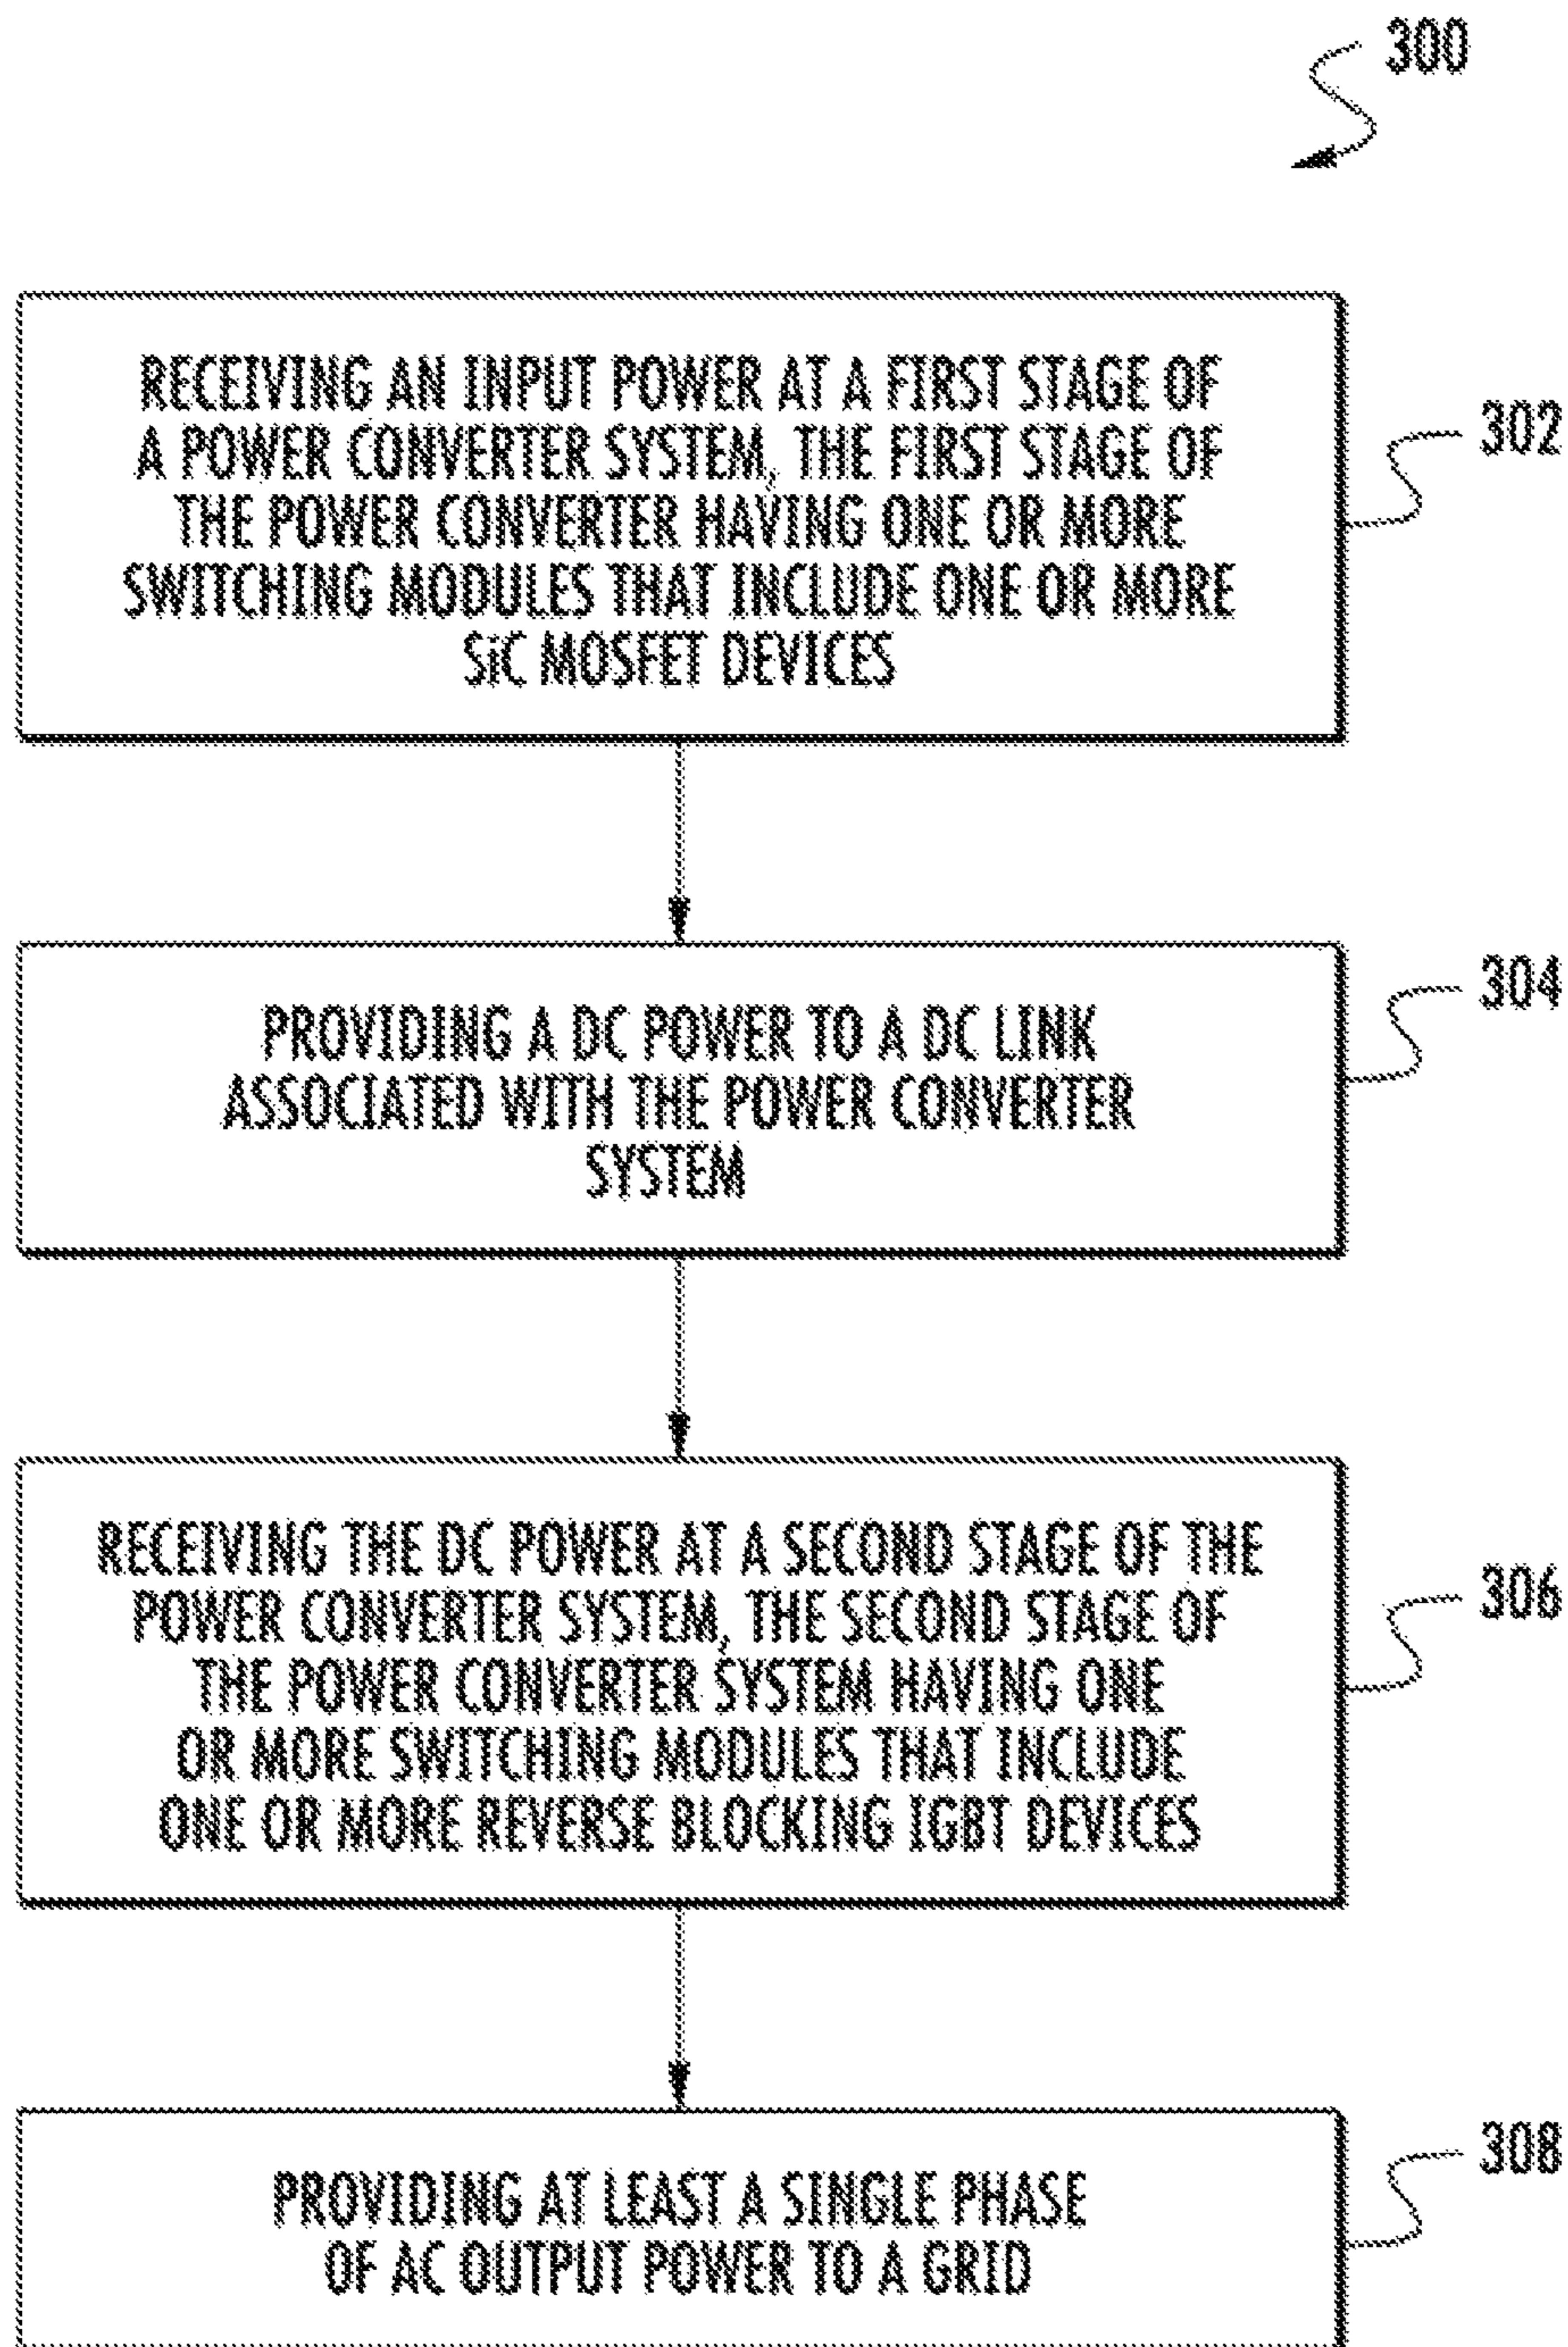 300
RECEIVING AN INPUT POWER AT A FIRST STAGE OF
A POWER CONVERTER SYSTEM, THE FIRST STAGE OF
THE POWER CONVERTER HAVING ONE OR MORE
SWITCHING MODULES THAT INCLUDE ONE OR MORE
SiC MOSFET DEVICES
302
PROVIDING A DC POWER TO A DC LINK
ASSOCIATED WITH THE POWER CONVERTER
SYSTEM
304
RECEIVING THE DC POWER AT A SECOND STAGE OF THE
POWER CONVERTER SYSTEM, THE SECOND STAGE OF
THE POWER CONVERTER SYSTEM HAVING ONE
OR MORE SWITCHING MODULES THAT INCLUDE
ONE OR MORE REVERSE BLOCKING IGBT DEVICES
306
PROVIDING AT LEAST A SINGLE PHASE
OF AC OUTPUT POWER TO A GRID
308